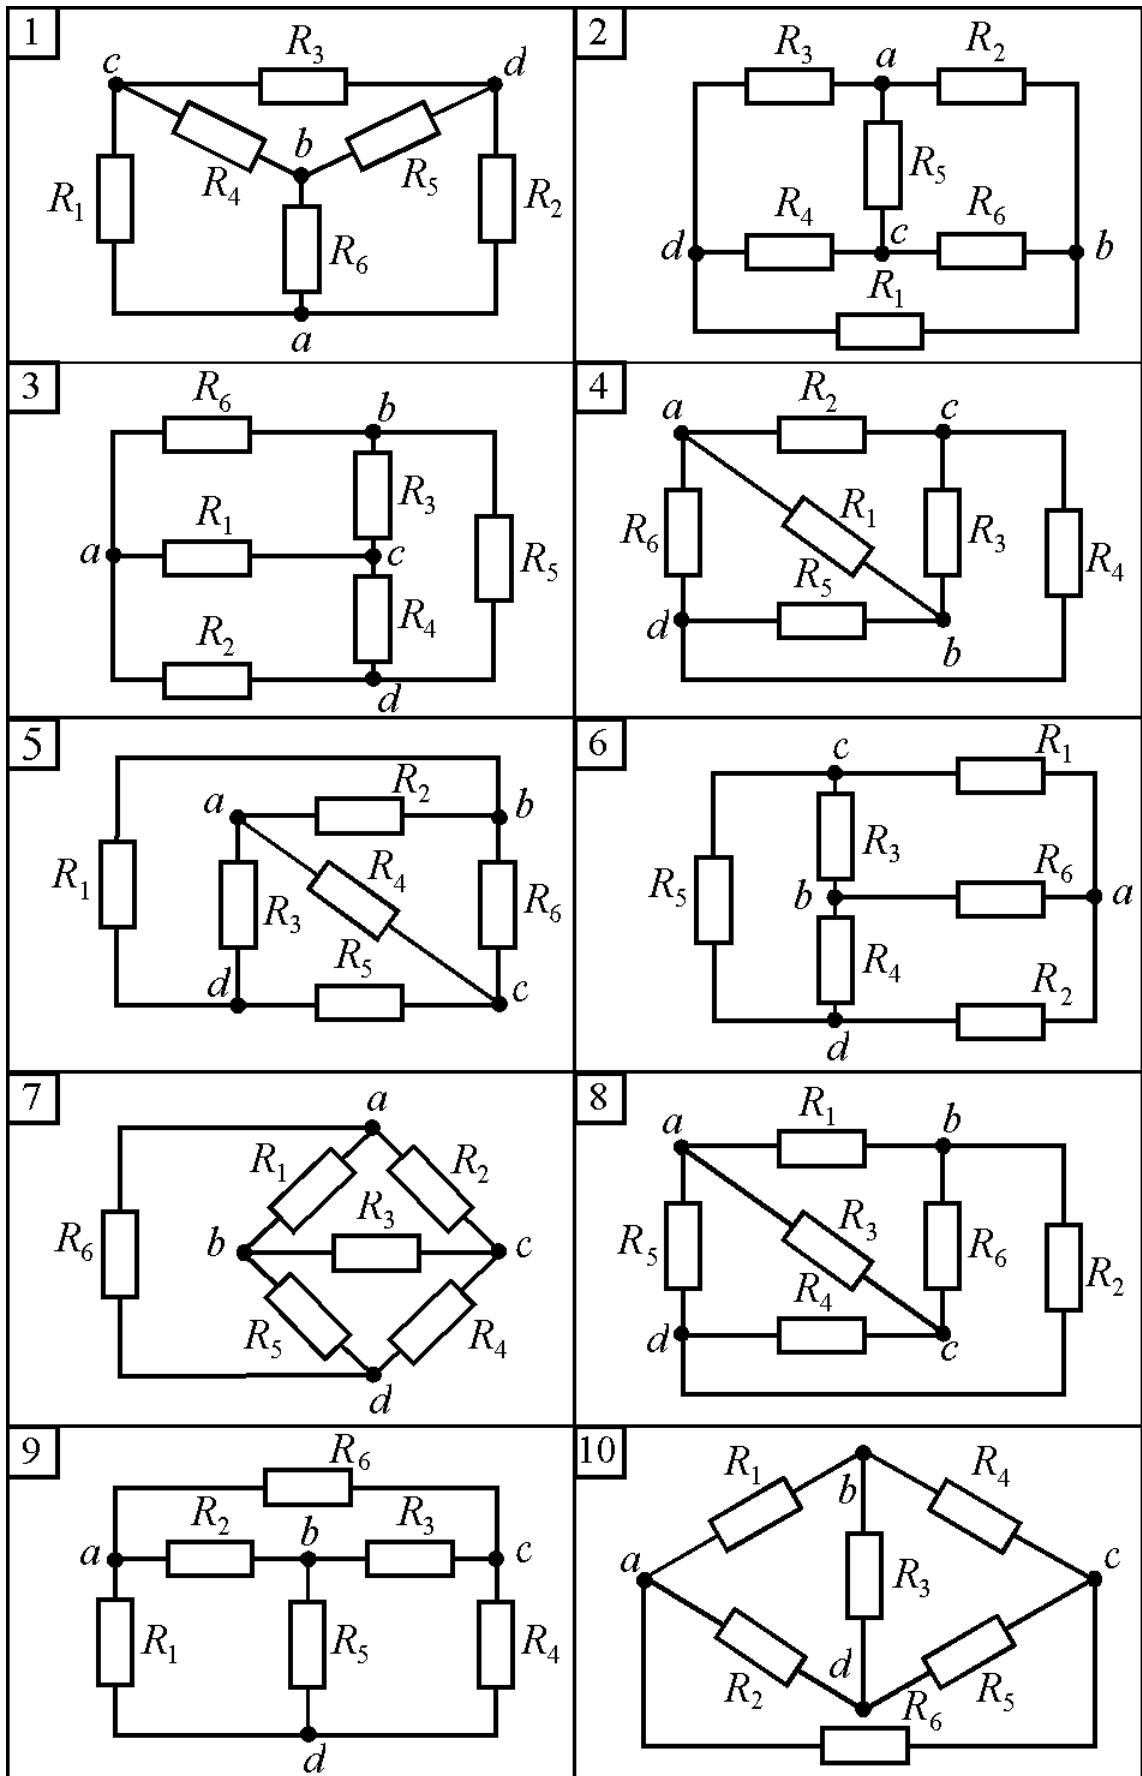 1
c R3 d
b
R4 R5
R1 R2
R6
a
2
R3 a R2
R5
R4 R6
d c b
R1
3
R6 b
R3
R1
a c R5
R4
R2
d
4
a R2 c
R1
R6 R3
R4
R5
d b
5
R2
a b
R4
R1 R3 R6
R5
d c
6
c R1
R3
R5 R6
b a
R4
R2
d
7
a
R1 R2
R3
R6 b c
R5 R4
d
8
R1
a b
R3
R5 R6
R2
R4
d c
9
R6
R2 b R3
a c
R1 R5 R4
d
10
R1 R4
b
a c
R3
d
R2 R5
R6